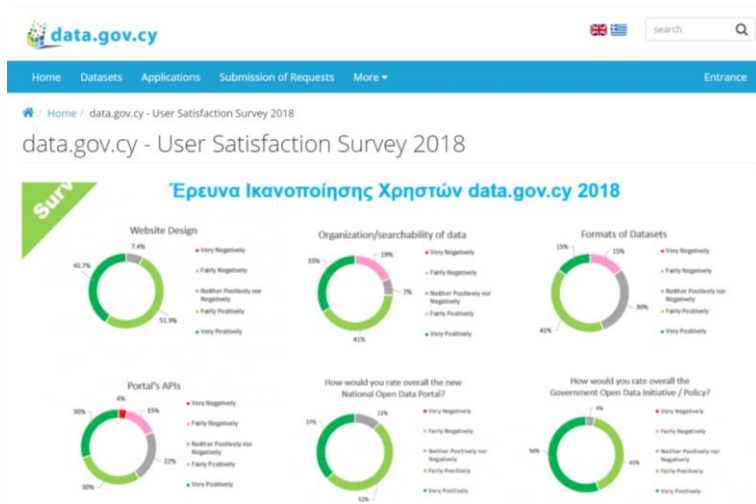 data.gov.cy
search
Home Datasets Applications Submission of Requests More Entrance
/ Home / data.gov.cy - User Satisfaction Survey 2018
data.gov.cy - User Satisfaction Survey 2018
Surv
Έρευνα Ικανοποίησης Χρηστών data.gov.cy 2018
Website Design
7.4%
40.7%
51.9%
Very Negatively
Fairly Negatively
Neither Positively nor
Negatively
Fairly Positively
Very Positively
Organization/searchability of data
19%
33%
7%
41%
Very Negatively
Fairly Negatively
Neither Positively nor
Negatively
Fairly Positively
Very Positively
Formats of Datasets
15%
15%
30%
41%
Very Negatively
Fairly Negatively
Neither Positively nor
Negatively
Fairly Positively
Very Positively
Portal's APIs
4%
30%
15%
22%
30%
Very Negatively
Fairly Negatively
Neither Positively nor
Negatively
Fairly Positively
Very Positively
How would you rate overall the new
National Open Data Portal?
11%
37%
52%
Very Negatively
Fairly Negatively
Neither Positively nor
Negatively
Fairly Positively
Very Positively
How would you rate overall the
Government Open Data Initiative / Policy?
4%
56%
Very Negatively
Fairly Negatively
Neither Positively nor
Negatively
Fairly Positively
Very Positively